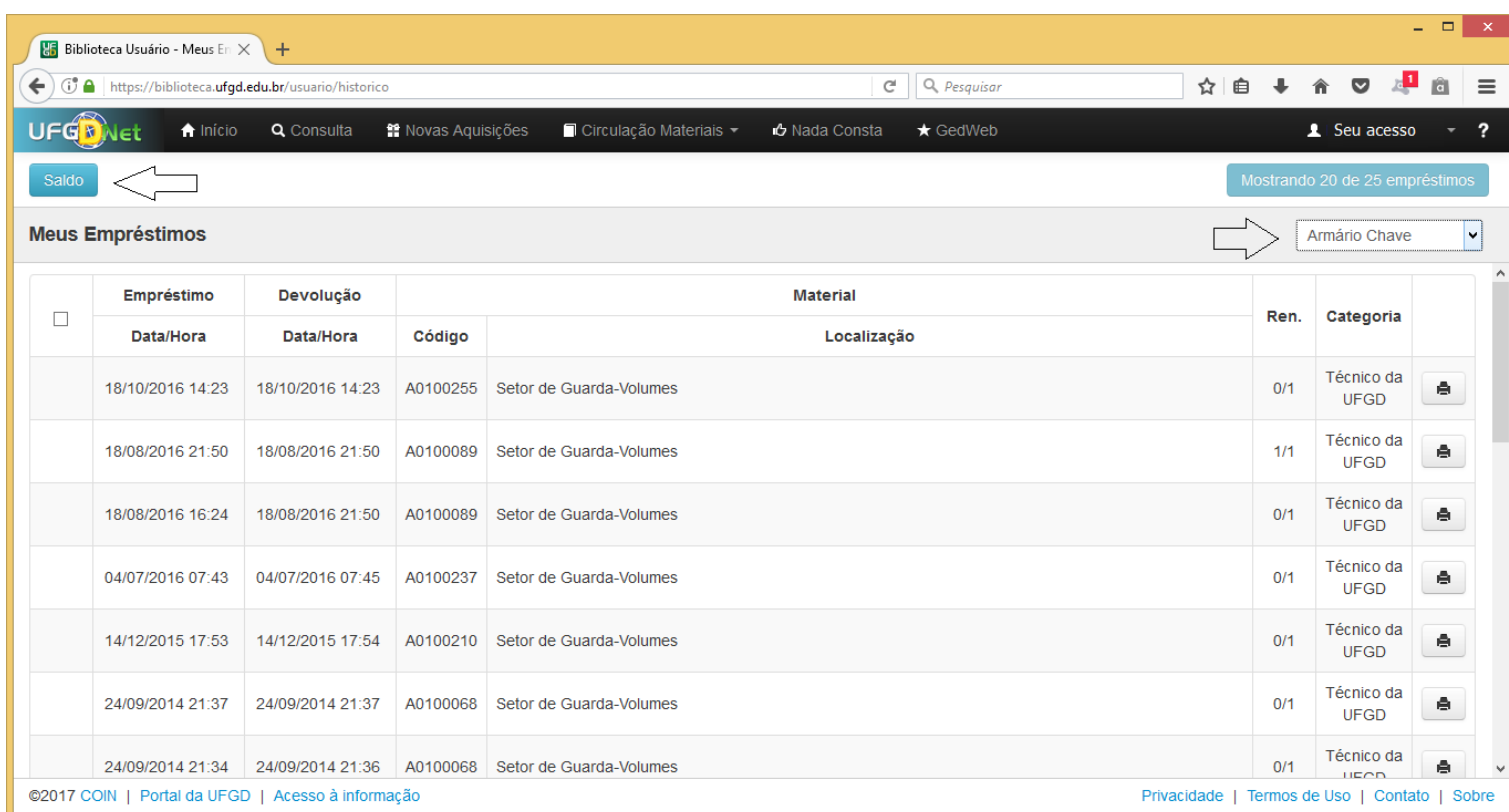 Biblioteca Usuário - Meus Em
https://biblioteca.ufgd.edu.br/usuario/historico Pesquisar 1
UFGDNet Início Consulta Novas Aquisições Circulação Materiais Nada Consta GedWeb Seu acesso ?
Saldo Mostrando 20 de 25 empréstimos
Meus Empréstimos Armário Chave
Empréstimo Devolução Material Ren. Categoria
Data/Hora Data/Hora Código Localização
18/10/2016 14:23 18/10/2016 14:23 A0100255 Setor de Guarda-Volumes 0/1 Técnico da UFGD
18/08/2016 21:50 18/08/2016 21:50 A0100089 Setor de Guarda-Volumes 1/1 Técnico da UFGD
18/08/2016 16:24 18/08/2016 21:50 A0100089 Setor de Guarda-Volumes 0/1 Técnico da UFGD
04/07/2016 07:43 04/07/2016 07:45 A0100237 Setor de Guarda-Volumes 0/1 Técnico da UFGD
14/12/2015 17:53 14/12/2015 17:54 A0100210 Setor de Guarda-Volumes 0/1 Técnico da UFGD
24/09/2014 21:37 24/09/2014 21:37 A0100068 Setor de Guarda-Volumes 0/1 Técnico da UFGD
24/09/2014 21:34 24/09/2014 21:36 A0100068 Setor de Guarda-Volumes 0/1 Técnico da UFGD
©2017 COIN | Portal da UFGD | Acesso à informação Privacidade | Termos de Uso | Contato | Sobre